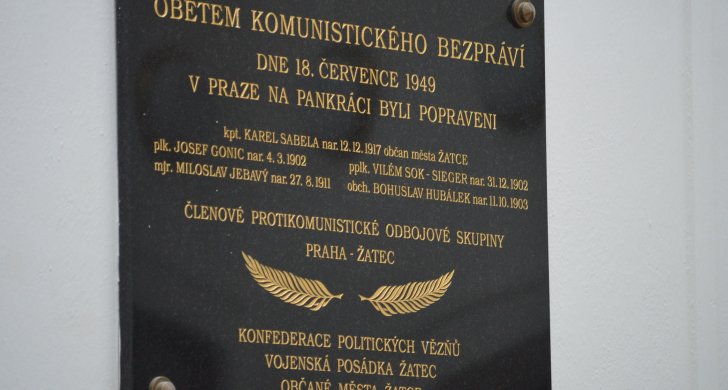 OBĚTEM KOMUNISTICKÉHO BEZPRÁVÍ
DNE 18. ČERVENCE 1949
V PRAZE NA PANKRÁCI BYLI POPRAVENI
kpt. KAREL SABELA nar. 12. 12. 1917 občan města ŽATCE
plk. JOSEF GONIC nar. 4. 3. 1902 pplk. VILÉM SOK - SIEGER nar. 31. 12. 1902
mjr. MILOSLAV JEBAVÝ nar. 27. 8. 1911 obch. BOHUSLAV HUBÁLEK nar. 11. 10. 1903
ČLENOVÉ PROTIKOMUNISTICKÉ ODBOJOVÉ SKUPINY
PRAHA - ŽATEC
KONFEDERACE POLITICKÝCH VĚZŇŮ
VOJENSKÁ POSÁDKA ŽATEC
OBČANÉ MĚSTA ŽATCE